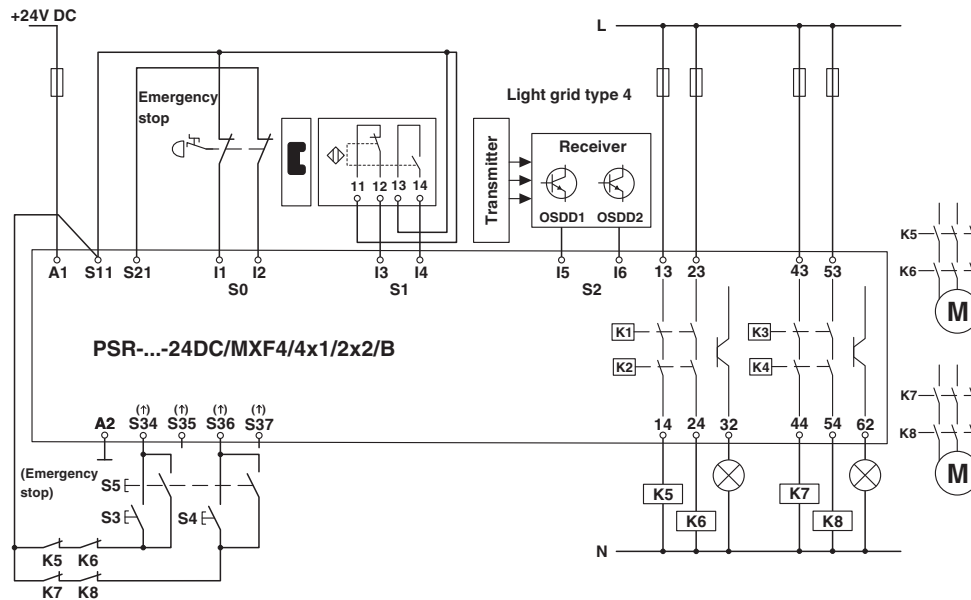 +24V DC
L
Emergency
stop
Light grid type 4
Transmitter
Receiver
11 12 13 14
OSDD1 OSDD2
K5
K6
M
A1 S11 S21 I1 I2 I3 I4 I5 I6 13 23 43 53
S0 S1 S2
K1 K3
PSR-...-24DC/MXF4/4x1/2x2/B
K2 K4
K7
K8
M
(↑) (↑) (↑) (↑)
A2 S34 S35 S36 S37 14 24 32 44 54 62
(Emergency
stop)
S5
K5 K7
S3 S4
K6 K8
N
K5 K6
K7 K8